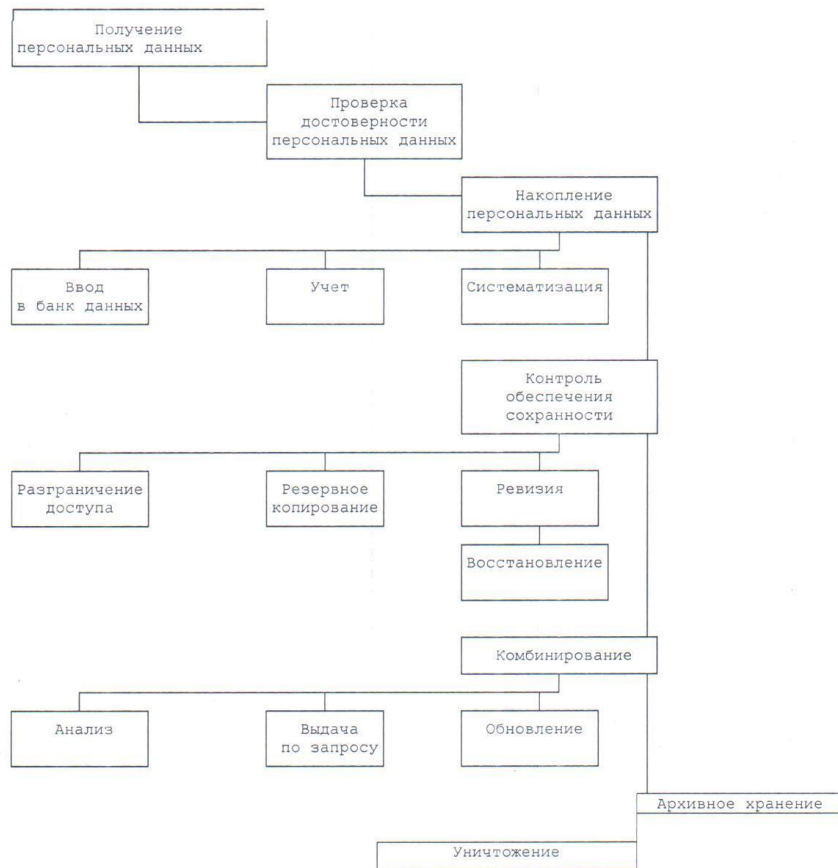 Получение
персональных данных
Проверка
достоверности
персональных данных
Накопление
персональных данных
Ввод
в банк данных
Учет
Систематизация
Контроль
обеспечения
сохранности
Разграничение
доступа
Резервное
копирование
Ревизия
Восстановление
Комбинирование
Анализ
Выдача
по запросу
Обновление
Архивное хранение
Уничтожение